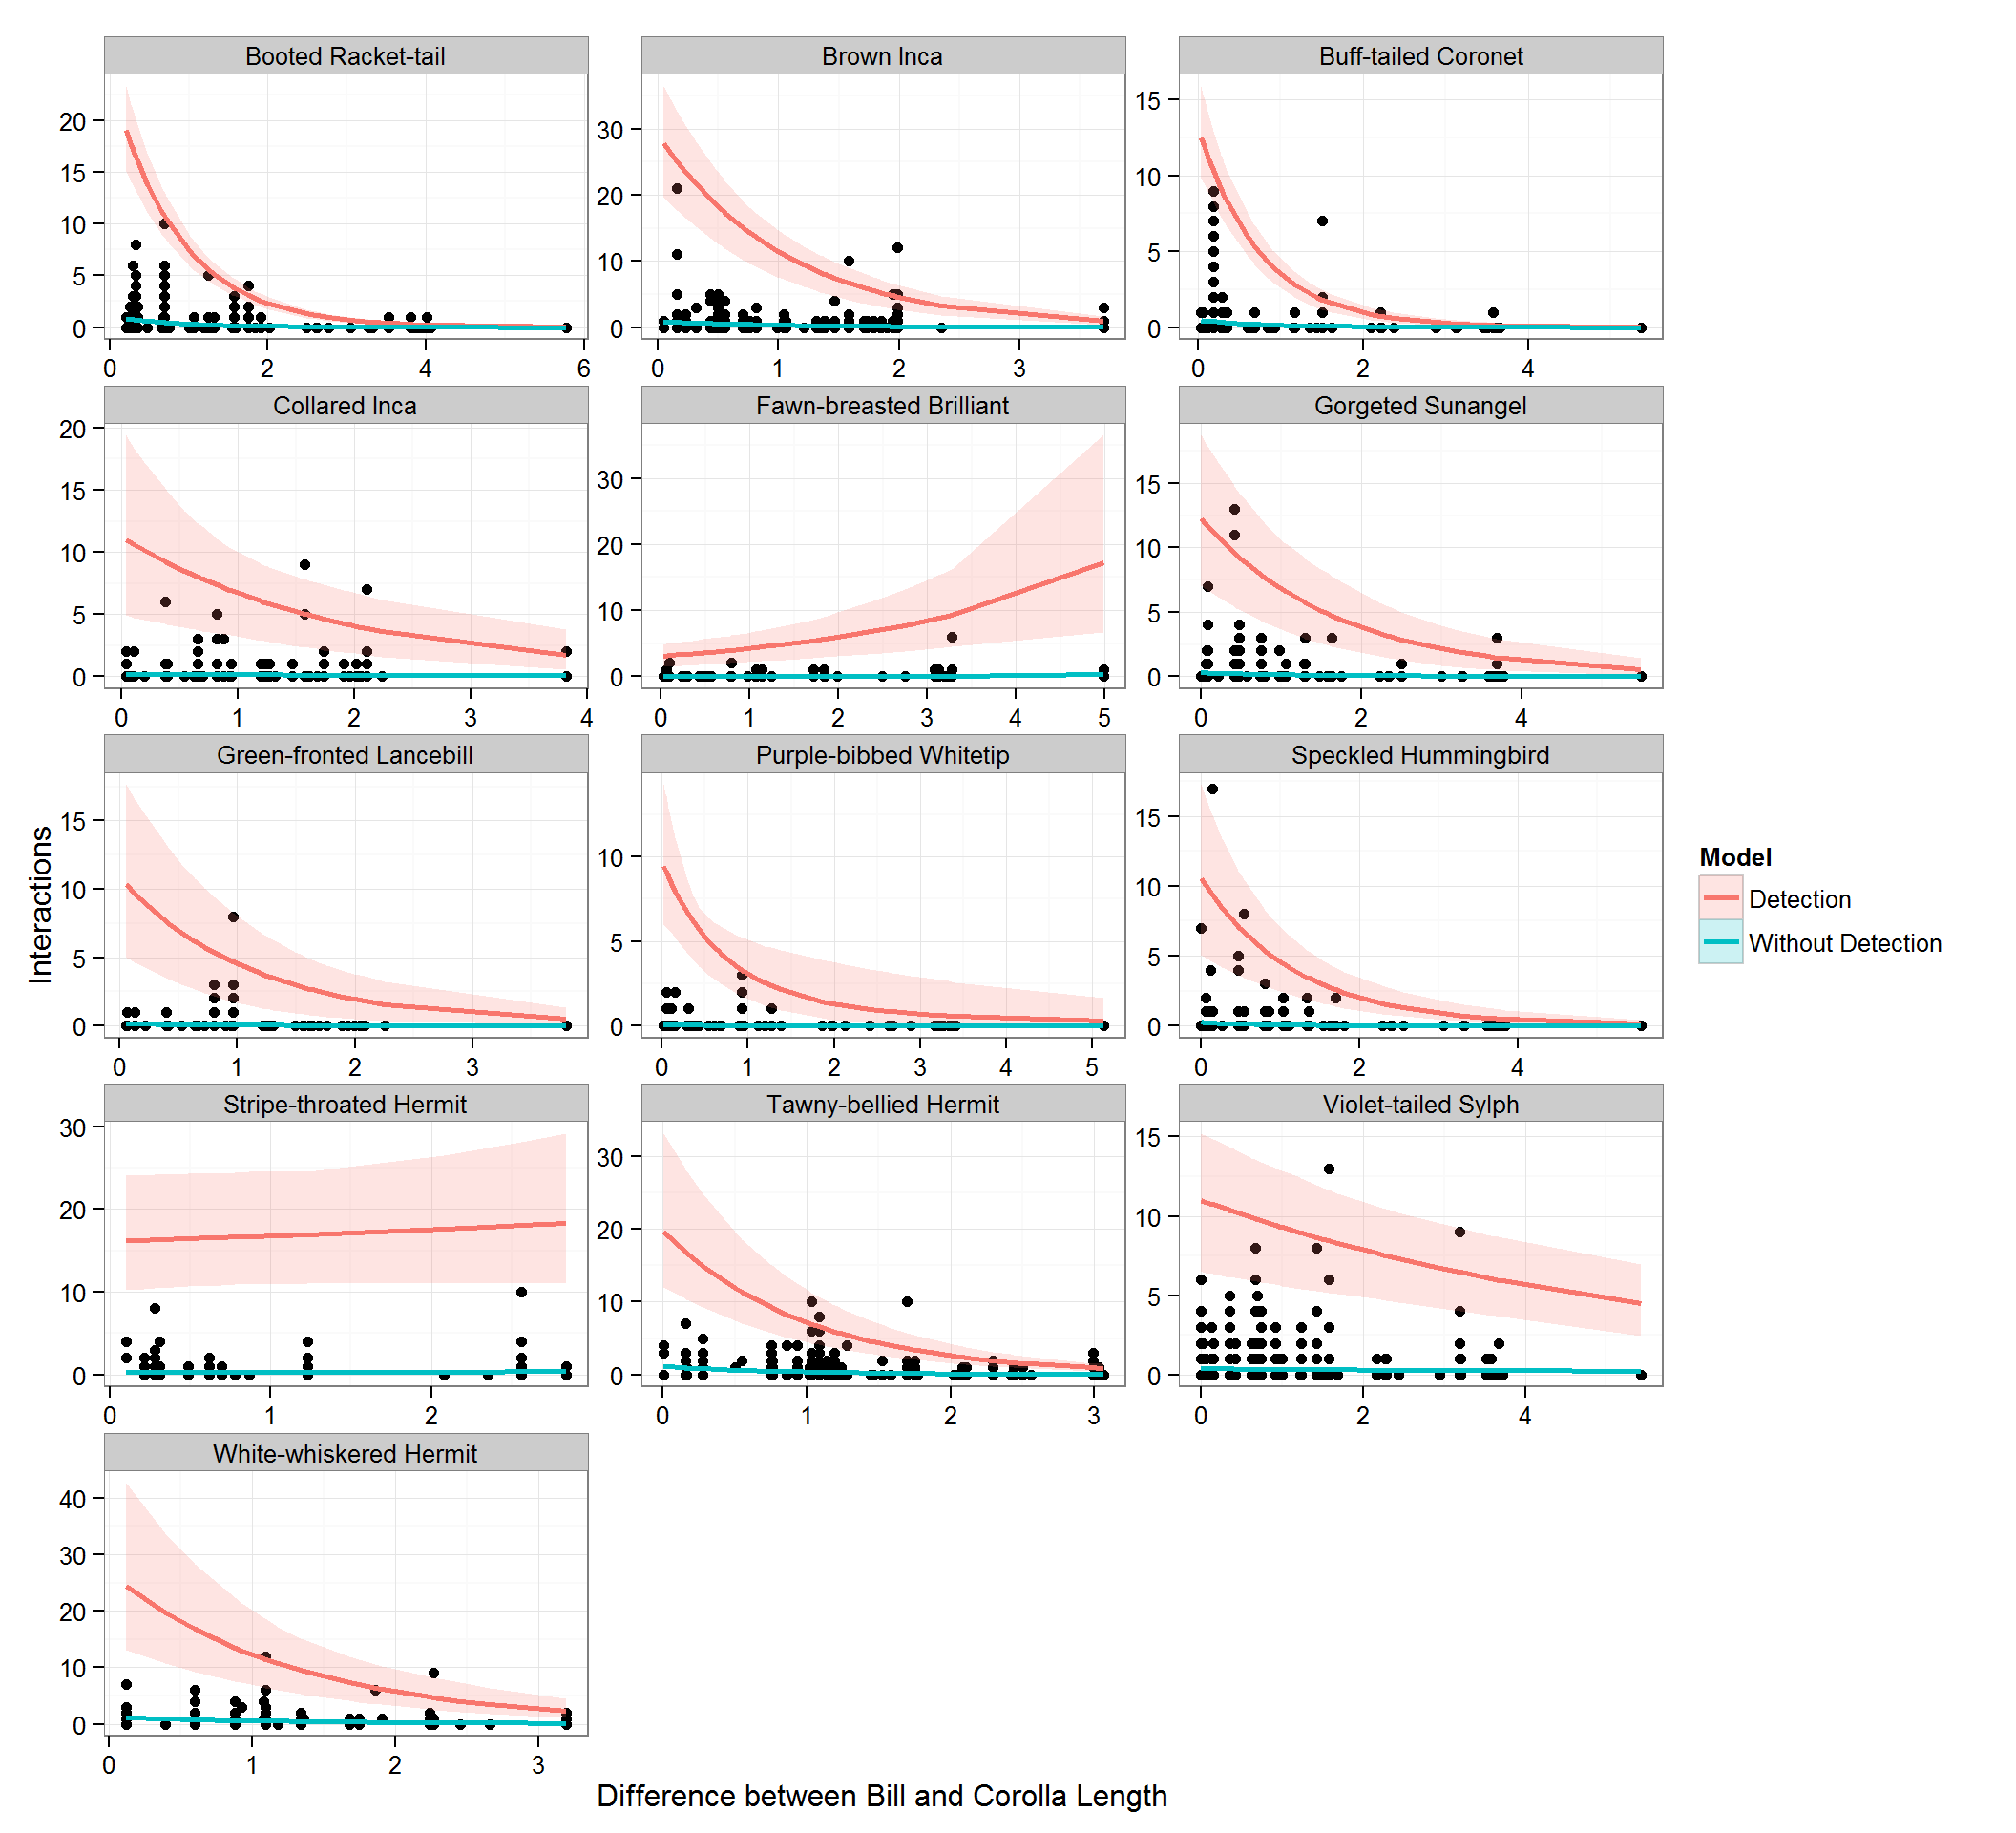 Booted Racket-tail
Brown Inca
Buff-tailed Coronet
20
15
10
5
0
0 2 4 6
30
20
10
0
0 1 2 3
15
10
5
0
0 2 4
Collared Inca
Fawn-breasted Brilliant
Gorgeted Sunangel
20
15
10
5
0
0 1 2 3 4
30
20
10
0
0 1 2 3 4 5
15
10
5
0
0 2 4
Green-fronted Lancebill
Purple-bibbed Whitetip
Speckled Hummingbird
15
10
5
0
0 1 2 3
10
5
0
0 1 2 3 4 5
15
10
5
0
0 2 4
Stripe-throated Hermit
Tawny-bellied Hermit
Violet-tailed Sylph
30
20
10
0
0 1 2
30
20
10
0
0 1 2 3
15
10
5
0
0 2 4
White-whiskered Hermit
40
30
20
10
0
0 1 2 3
Interactions
Difference between Bill and Corolla Length
Model
Detection
Without Detection